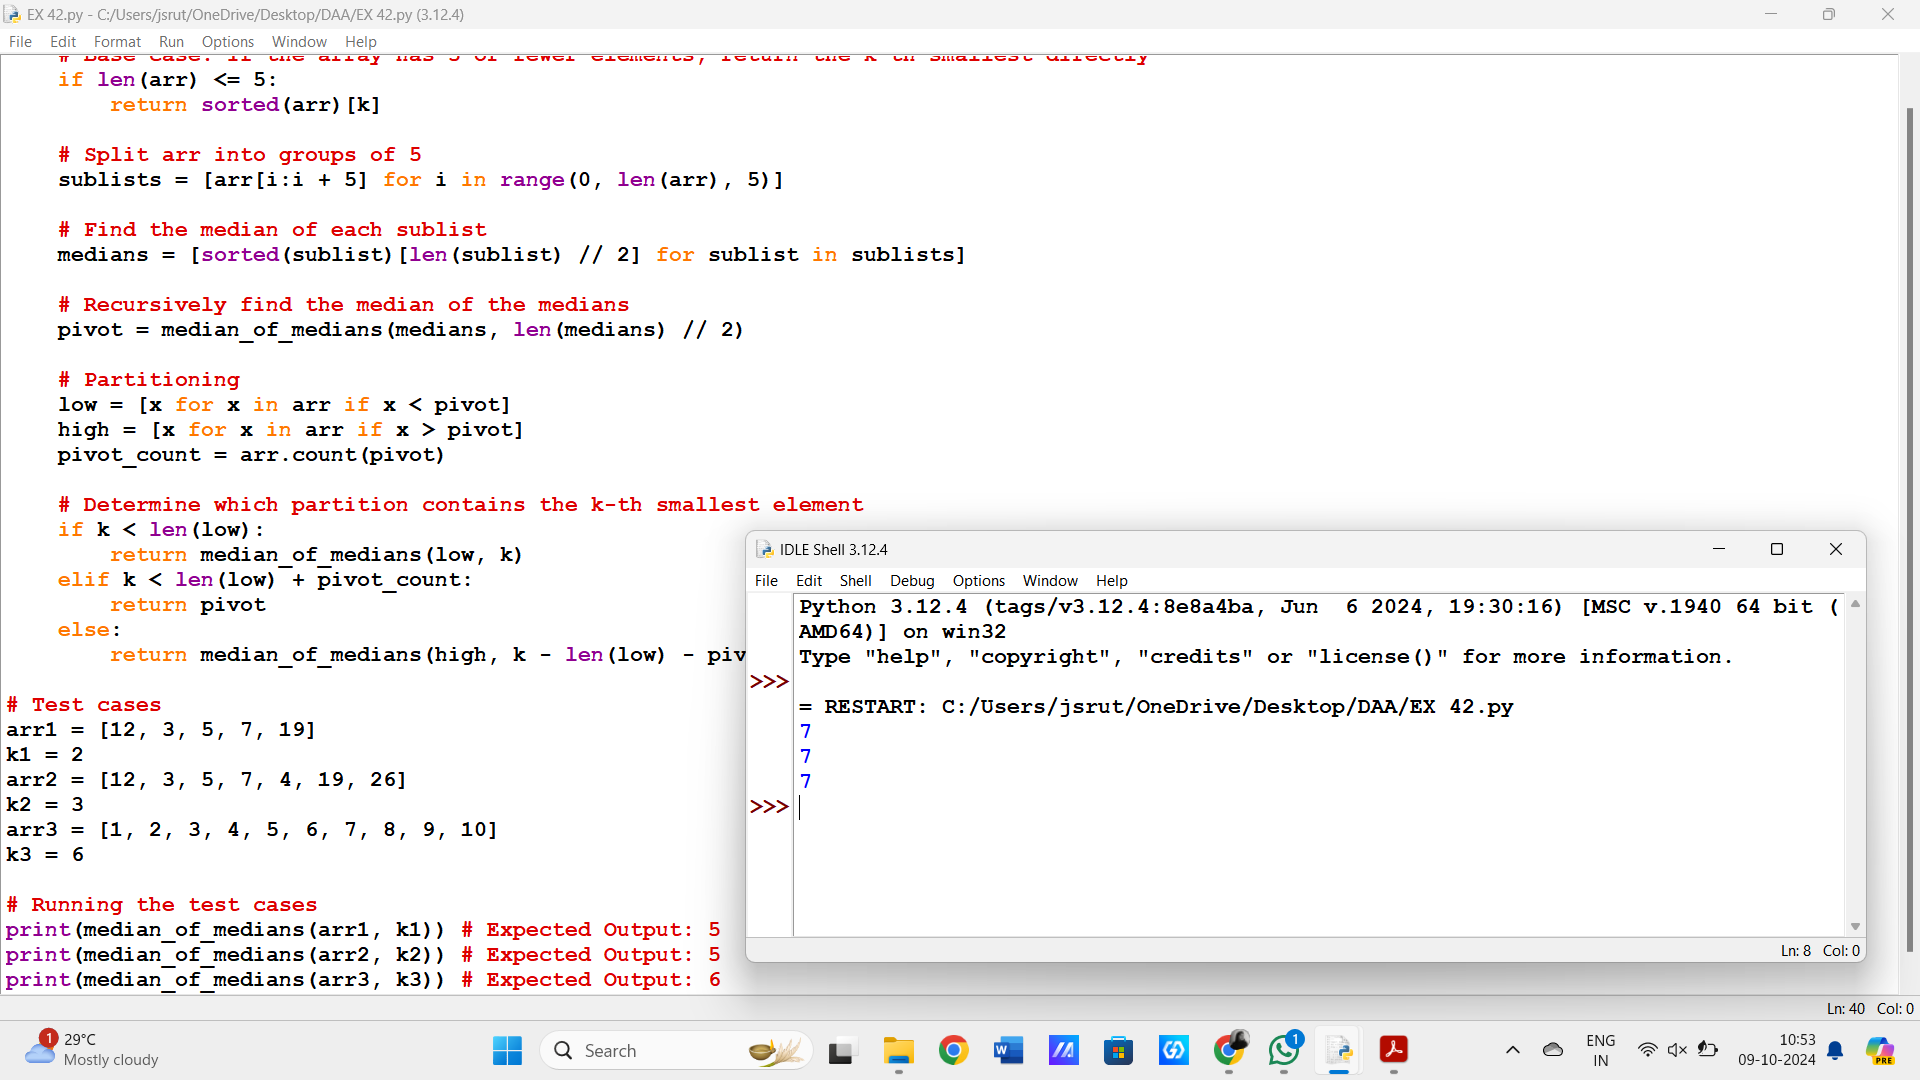 EX 42.py - C:/Users/jsrut/OneDrive/Desktop/DAA/EX 42.py (3.12.4)
File Edit Format Run Options Window Help
# Base case: if the array has 5 or fewer elements, return the k-th smallest directly
if len(arr) <= 5:
return sorted(arr)[k]
# Split arr into groups of 5
sublists = [arr[i:i + 5] for i in range(0, len(arr), 5)]
# Find the median of each sublist
medians = [sorted(sublist)[len(sublist) // 2] for sublist in sublists]
# Recursively find the median of the medians
pivot = median_of_medians(medians, len(medians) // 2)
# Partitioning
low = [x for x in arr if x < pivot]
high = [x for x in arr if x > pivot]
pivot_count = arr.count(pivot)
# Determine which partition contains the k-th smallest element
if k < len(low):
return median_of_medians(low, k)
elif k < len(low) + pivot_count:
return pivot
else:
return median_of_medians(high, k - len(low) - piv
# Test cases
arr1 = [12, 3, 5, 7, 19]
k1 = 2
arr2 = [12, 3, 5, 7, 4, 19, 26]
k2 = 3
arr3 = [1, 2, 3, 4, 5, 6, 7, 8, 9, 10]
k3 = 6
# Running the test cases
print(median_of_medians(arr1, k1)) # Expected Output: 5
print(median_of_medians(arr2, k2)) # Expected Output: 5
print(median_of_medians(arr3, k3)) # Expected Output: 6
IDLE Shell 3.12.4
File Edit Shell Debug Options Window Help
Python 3.12.4 (tags/v3.12.4:8e8a4ba, Jun  6 2024, 19:30:16) [MSC v.1940 64 bit (
AMD64)] on win32
Type "help", "copyright", "credits" or "license()" for more information.
>>>
= RESTART: C:/Users/jsrut/OneDrive/Desktop/DAA/EX 42.py
7
7
7
>>>
Ln: 8 Col: 0
Ln: 40 Col: 0
1
29°C
Mostly cloudy
Search
1
ENG
IN
10:53
09-10-2024
PRE